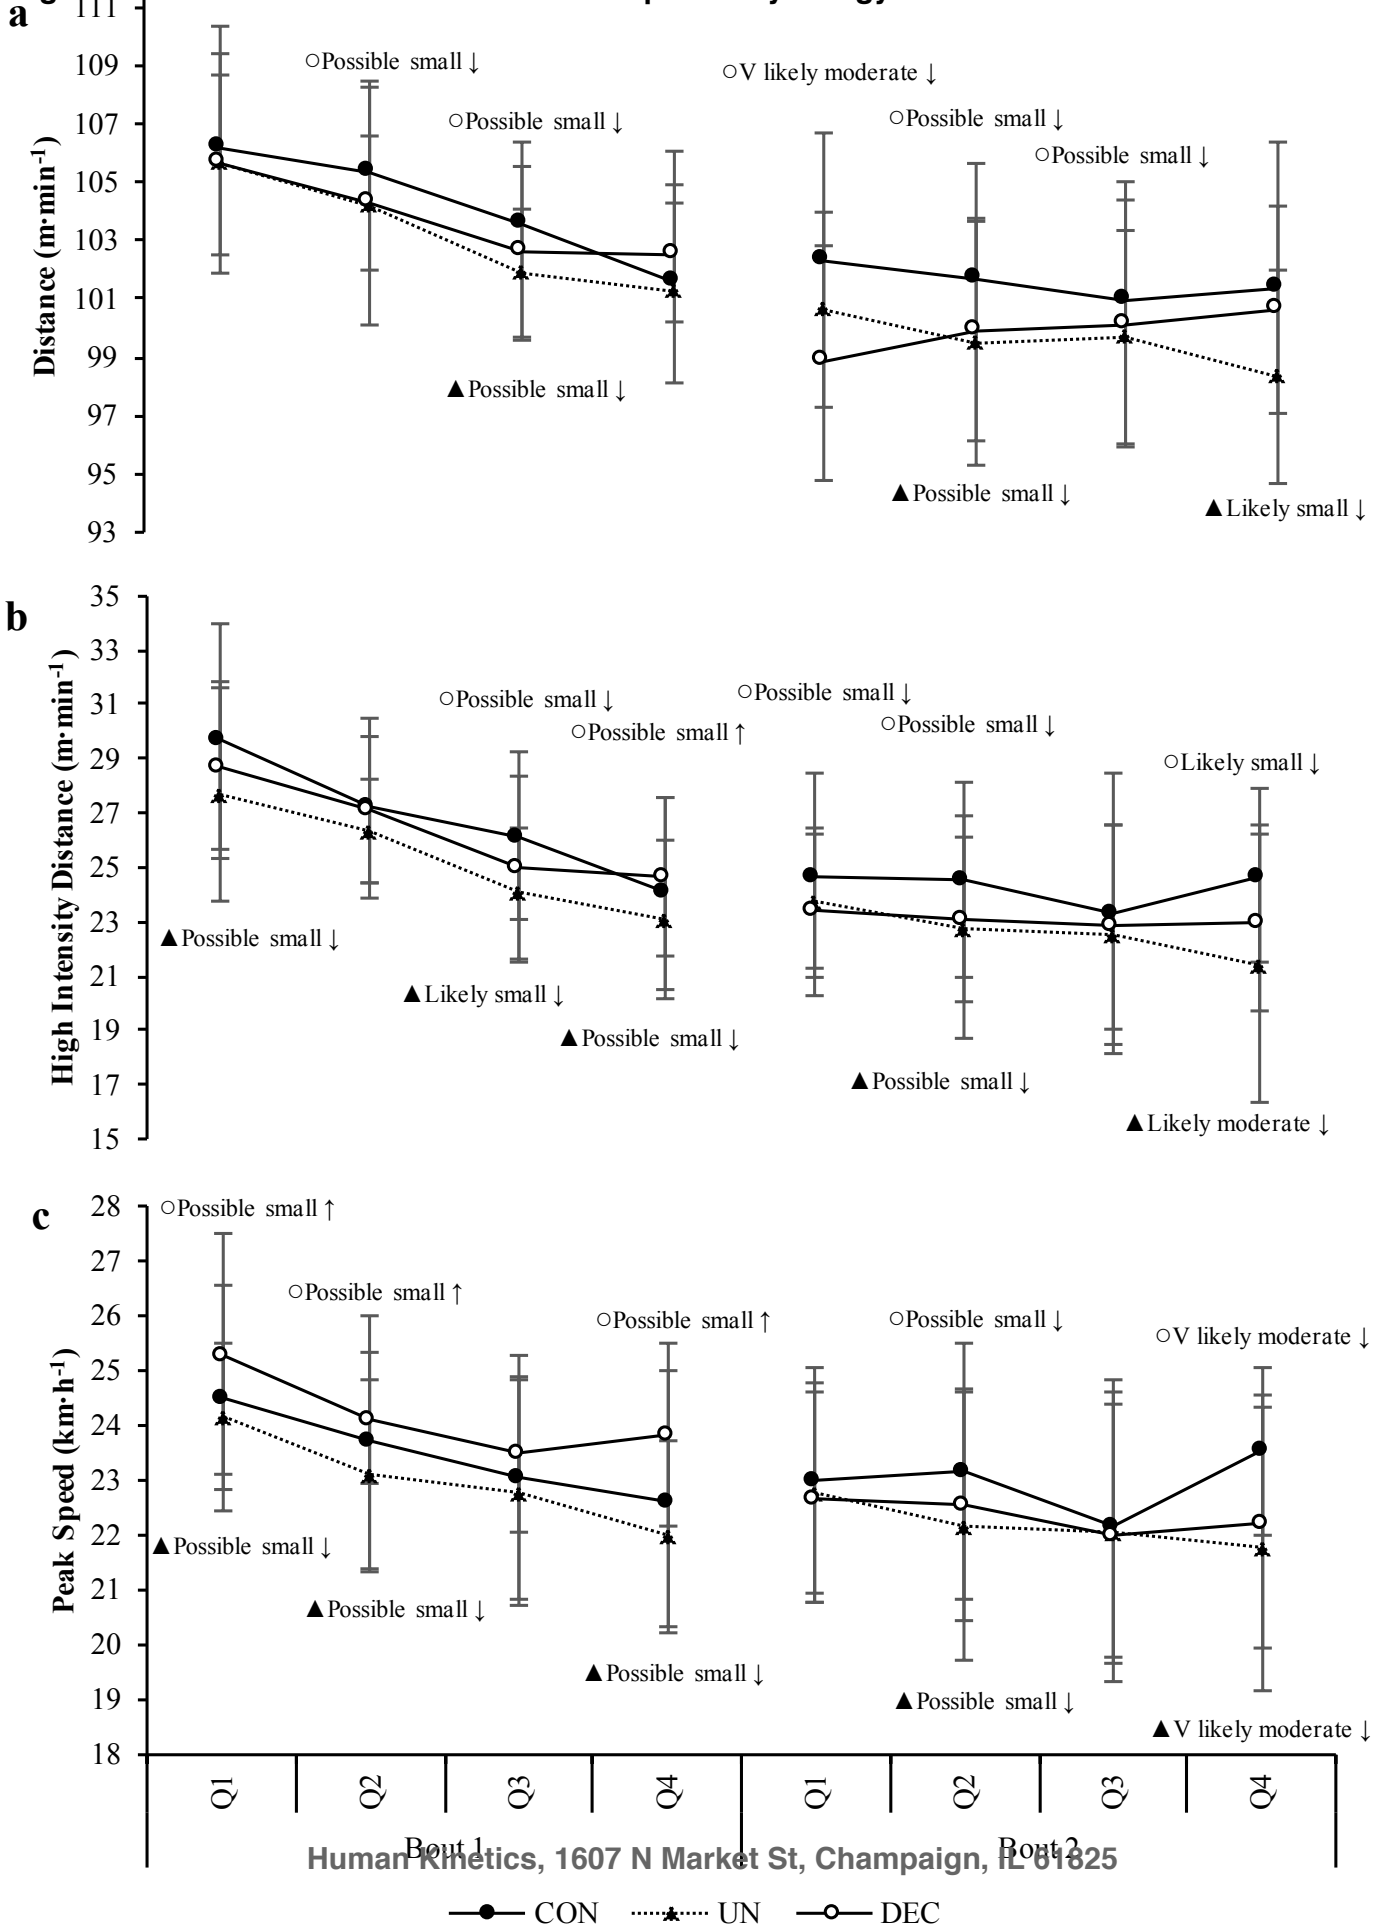 a
111
109
107
105
103
101
99
97
95
93
Distance (m·min-1)
○Possible small ↓
○Possible small ↓
○V likely moderate ↓
○Possible small ↓
○Possible small ↓
▲Possible small ↓
▲Possible small ↓
▲Likely small ↓
b
35
33
31
29
27
25
23
21
19
17
15
High Intensity Distance (m·min-1)
○Possible small ↓
○Possible small ↑
○Possible small ↓
○Possible small ↓
○Likely small ↓
▲Possible small ↓
▲Likely small ↓
▲Possible small ↓
▲Possible small ↓
▲Likely moderate ↓
c
28
27
26
25
24
23
22
21
20
19
18
Peak Speed (km·h-1)
○Possible small ↑
○Possible small ↑
○Possible small ↑
○Possible small ↓
○V likely moderate ↓
▲Possible small ↓
▲Possible small ↓
▲Possible small ↓
▲Possible small ↓
▲V likely moderate ↓
Q1 Q2 Q3 Q4 Q1 Q2 Q3 Q4
Bout 1 Bout 2
Human Kinetics, 1607 N Market St, Champaign, IL 61825
CON UN DEC